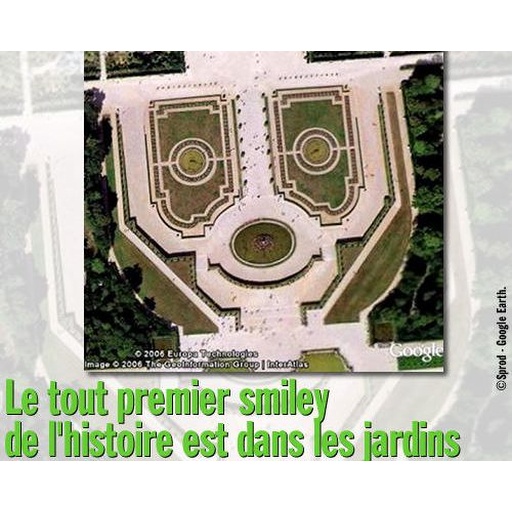 © 2006 Europa Technologies
Image © 2006 The GeoInformation Group | InterAtlas
Google
© Sprod - Google Earth.
Le tout premier smiley
de l'histoire est dans les jardins